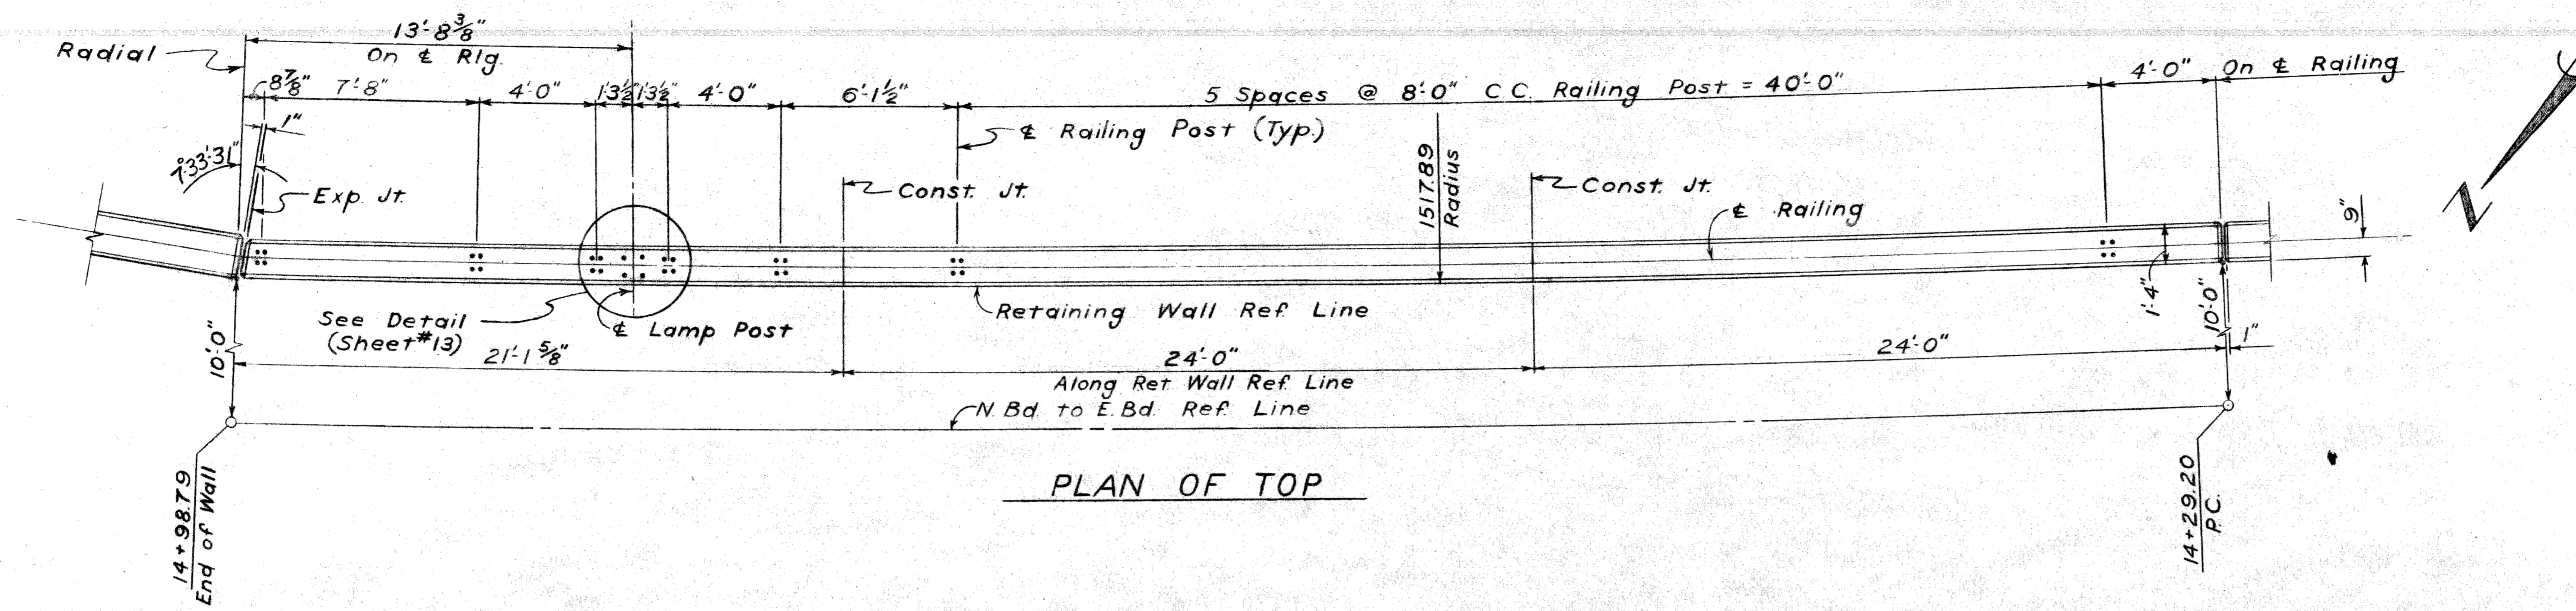 13'-8 3/8"
Radial
On ℄ Rlg.
8 7/8"
7'-8"
4'-0"
1'-3 1/2"
1'-3 1/2"
4'-0"
6'-1 1/2"
5 Spaces @ 8'-0" C.C. Railing Post = 40'-0"
4'-0"
On ℄ Railing
1"
℄ Railing Post (Typ.)
7°-33'-31"
Exp. Jt.
Const. Jt.
1517.89
Radius
Const. Jt.
℄ Railing
9"
N
See Detail
(Sheet #13)
℄ Lamp Post
Retaining Wall Ref. Line
1'-4"
10'-0"
10'-0"
1"
21'-1 5/8"
24'-0"
24'-0"
Along Ret. Wall Ref. Line
N. Bd. to E. Bd. Ref. Line
14+98.79
End of Wall
PLAN OF TOP
14+29.20
P.C.